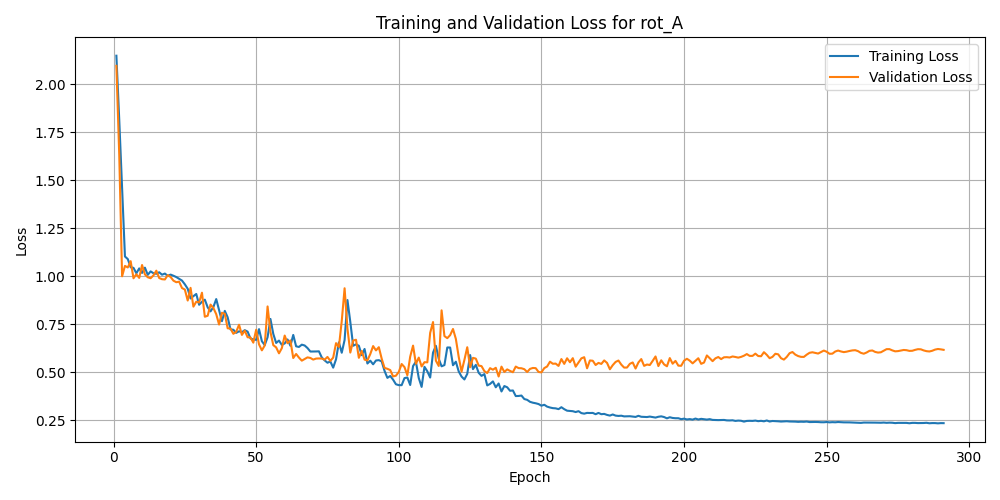 Training and Validation Loss for rot_A
Training Loss
Validation Loss
2.00
1.75
1.50
1.25
1.00
0.75
0.50
0.25
Loss
0 50 100 150 200 250 300
Epoch